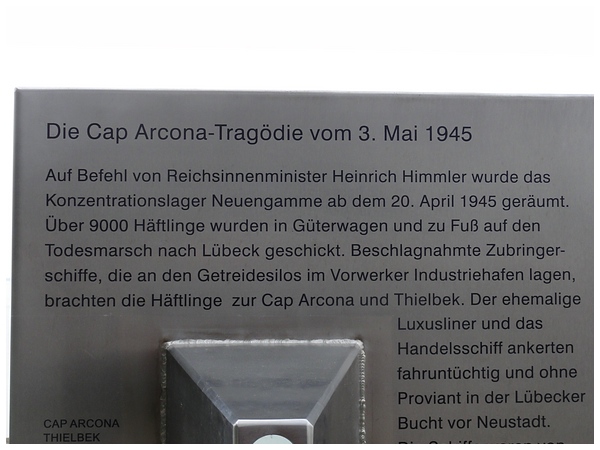 Die Cap Arcona-Tragödie vom 3. Mai 1945
Auf Befehl von Reichsinnenminister Heinrich Himmler wurde das
Konzentrationslager Neuengamme ab dem 20. April 1945 geräumt.
Über 9000 Häftlinge wurden in Güterwagen und zu Fuß auf den
Todesmarsch nach Lübeck geschickt. Beschlagnahmte Zubringer-
schiffe, die an den Getreidesilos im Vorwerker Industriehafen lagen,
brachten die Häftlinge zur Cap Arcona und Thielbek. Der ehemalige
Luxusliner und das
Handelsschiff ankerten
fahruntüchtig und ohne
Proviant in der Lübecker
Bucht vor Neustadt.
CAP ARCONA
THIELBEK